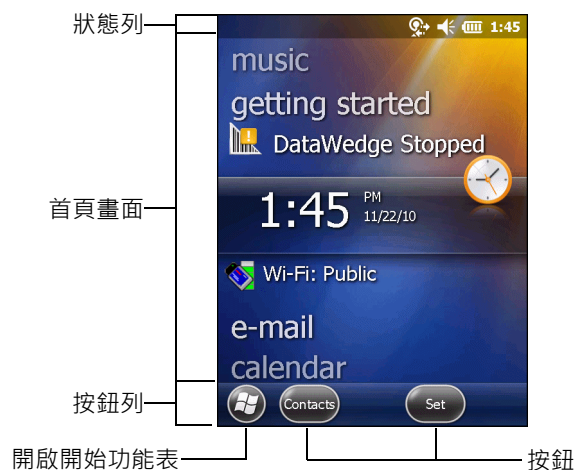 狀態列
1:45
music
getting started
DataWedge Stopped
首頁畫面
1:45 PM
11/22/10
Wi-Fi: Public
e-mail
calendar
按鈕列
Contacts
Set
開啟開始功能表
按鈕